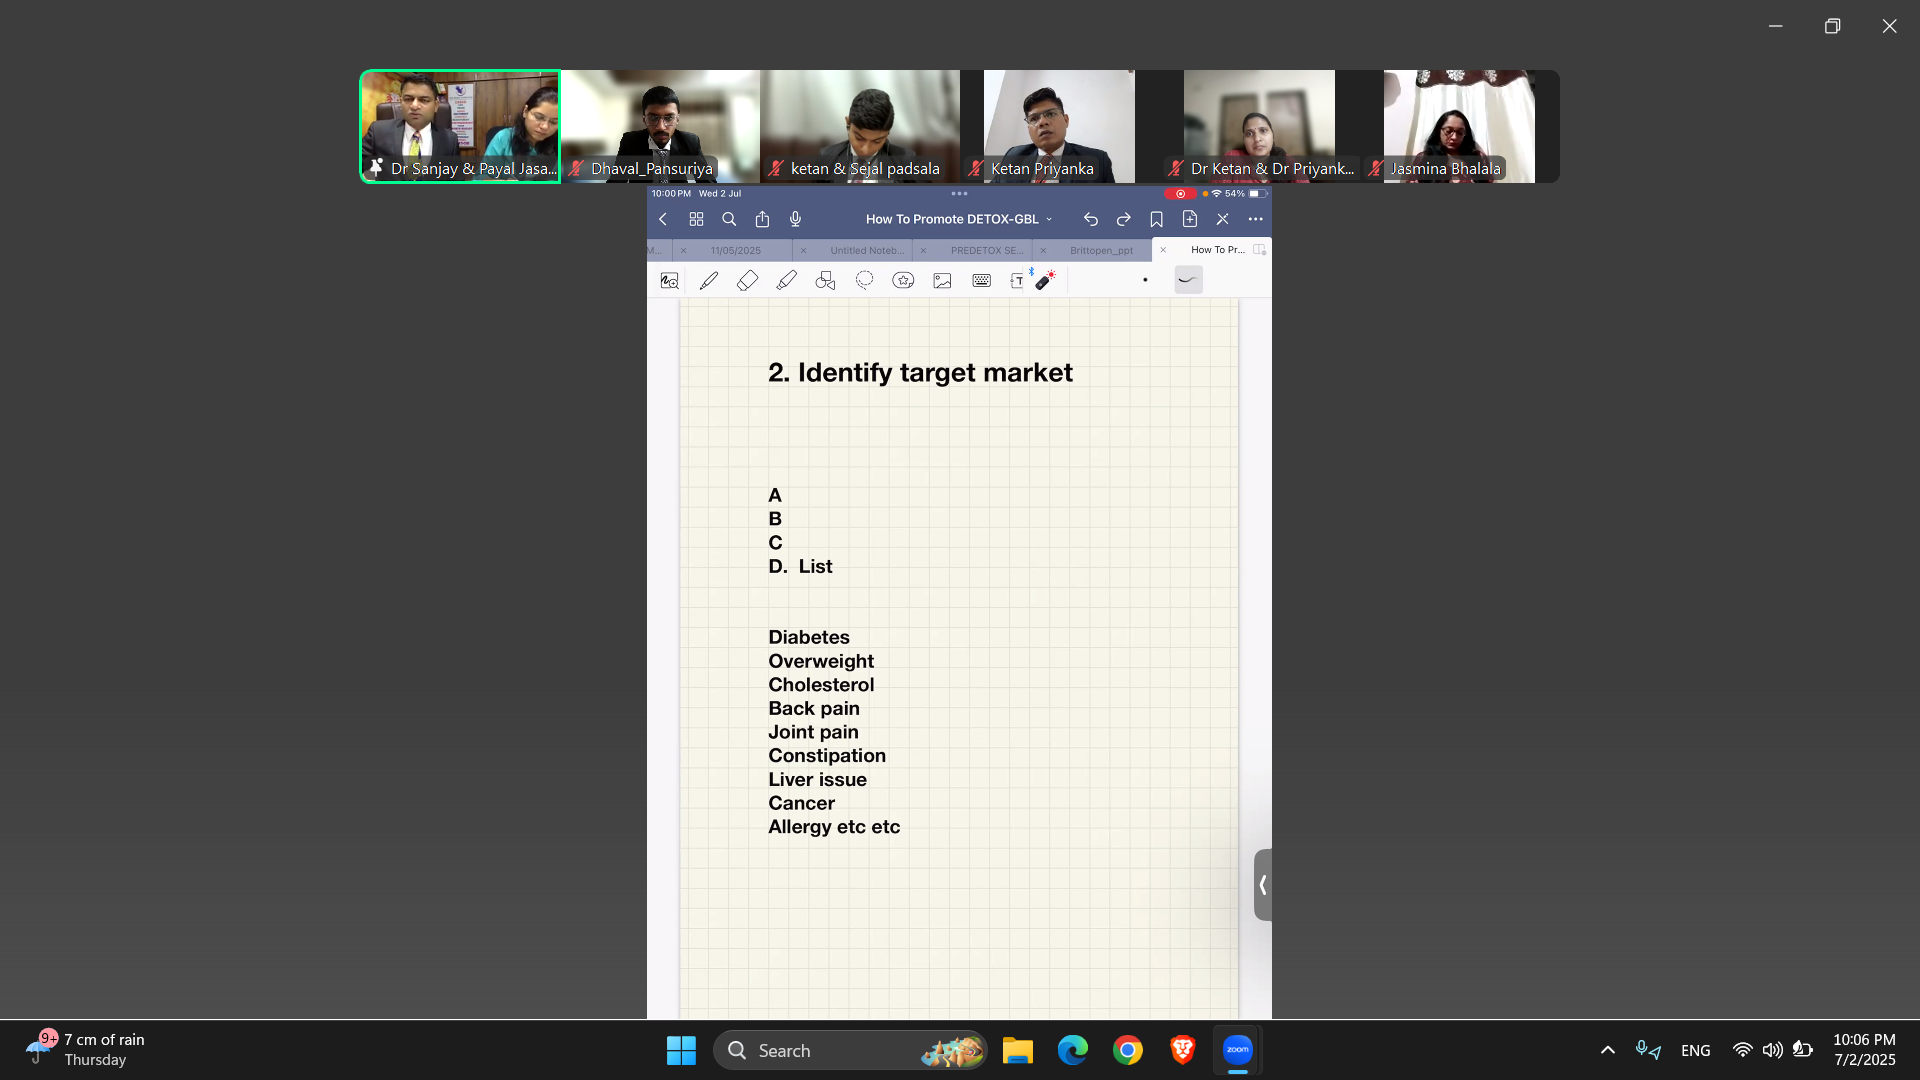 Dr Sanjay & Payal Jasa...
Dhaval_Pansuriya
ketan & Sejal padsala
Ketan Priyanka
Dr Ketan & Dr Priyank...
Jasmina Bhalala
10:00 PM Wed 2 Jul
54%
How To Promote DETOX-GBL
M...
11/05/2025
Untitled Noteb...
PREDETOX SE...
Brittopen_ppt
How To Pr...
2. Identify target market
A
B
C
D. List
Diabetes
Overweight
Cholesterol
Back pain
Joint pain
Constipation
Liver issue
Cancer
Allergy etc etc
9+
7 cm of rain
Thursday
Search
zoom
ENG
10:06 PM
7/2/2025